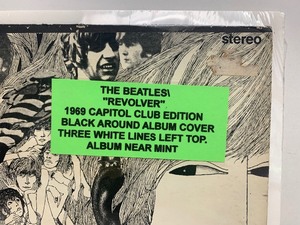 stereo
THE BEATLES\
"REVOLVER"
1969 CAPITOL CLUB EDITION
BLACK AROUND ALBUM COVER
THREE WHITE LINES LEFT TOP.
ALBUM NEAR MINT